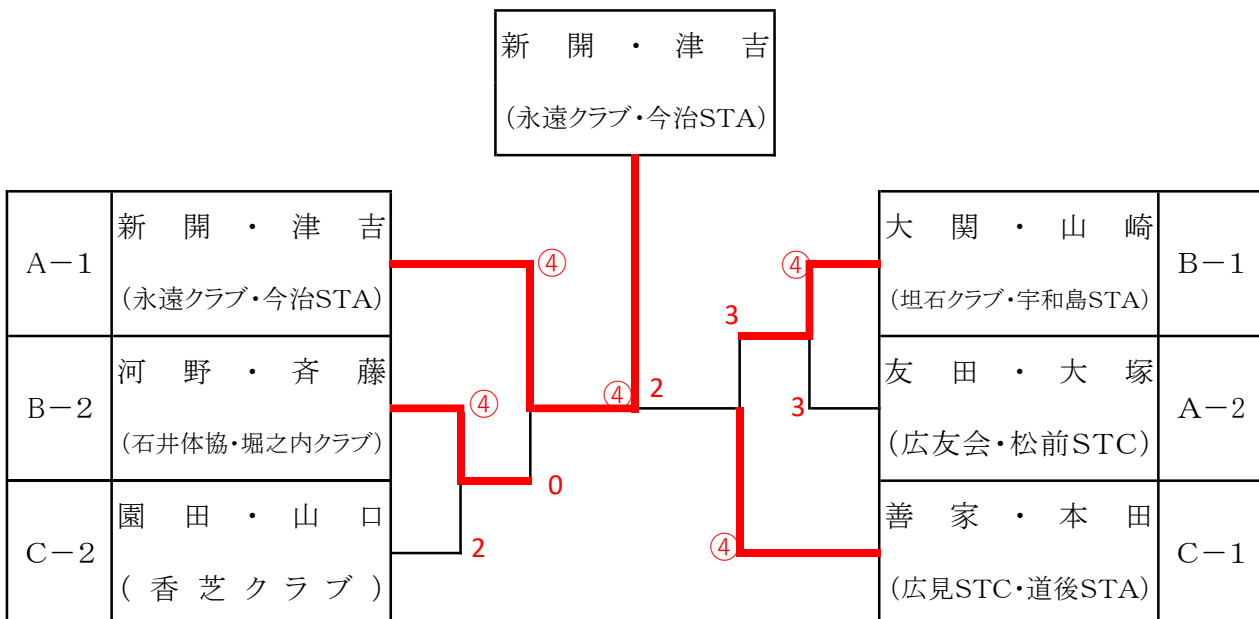 新開・津吉
(永遠クラブ・今治STA)
A-1
新開・津吉
(永遠クラブ・今治STA)
④
B-2
河野・斉藤
(石井体協・堀之内クラブ)
④
0
C-2
園田・山口
(香芝クラブ)
2
④
2
大関・山崎
(坦石クラブ・宇和島STA)
B-1
④
3
友田・大塚
(広友会・松前STC)
A-2
3
善家・本田
(広見STC・道後STA)
C-1
④